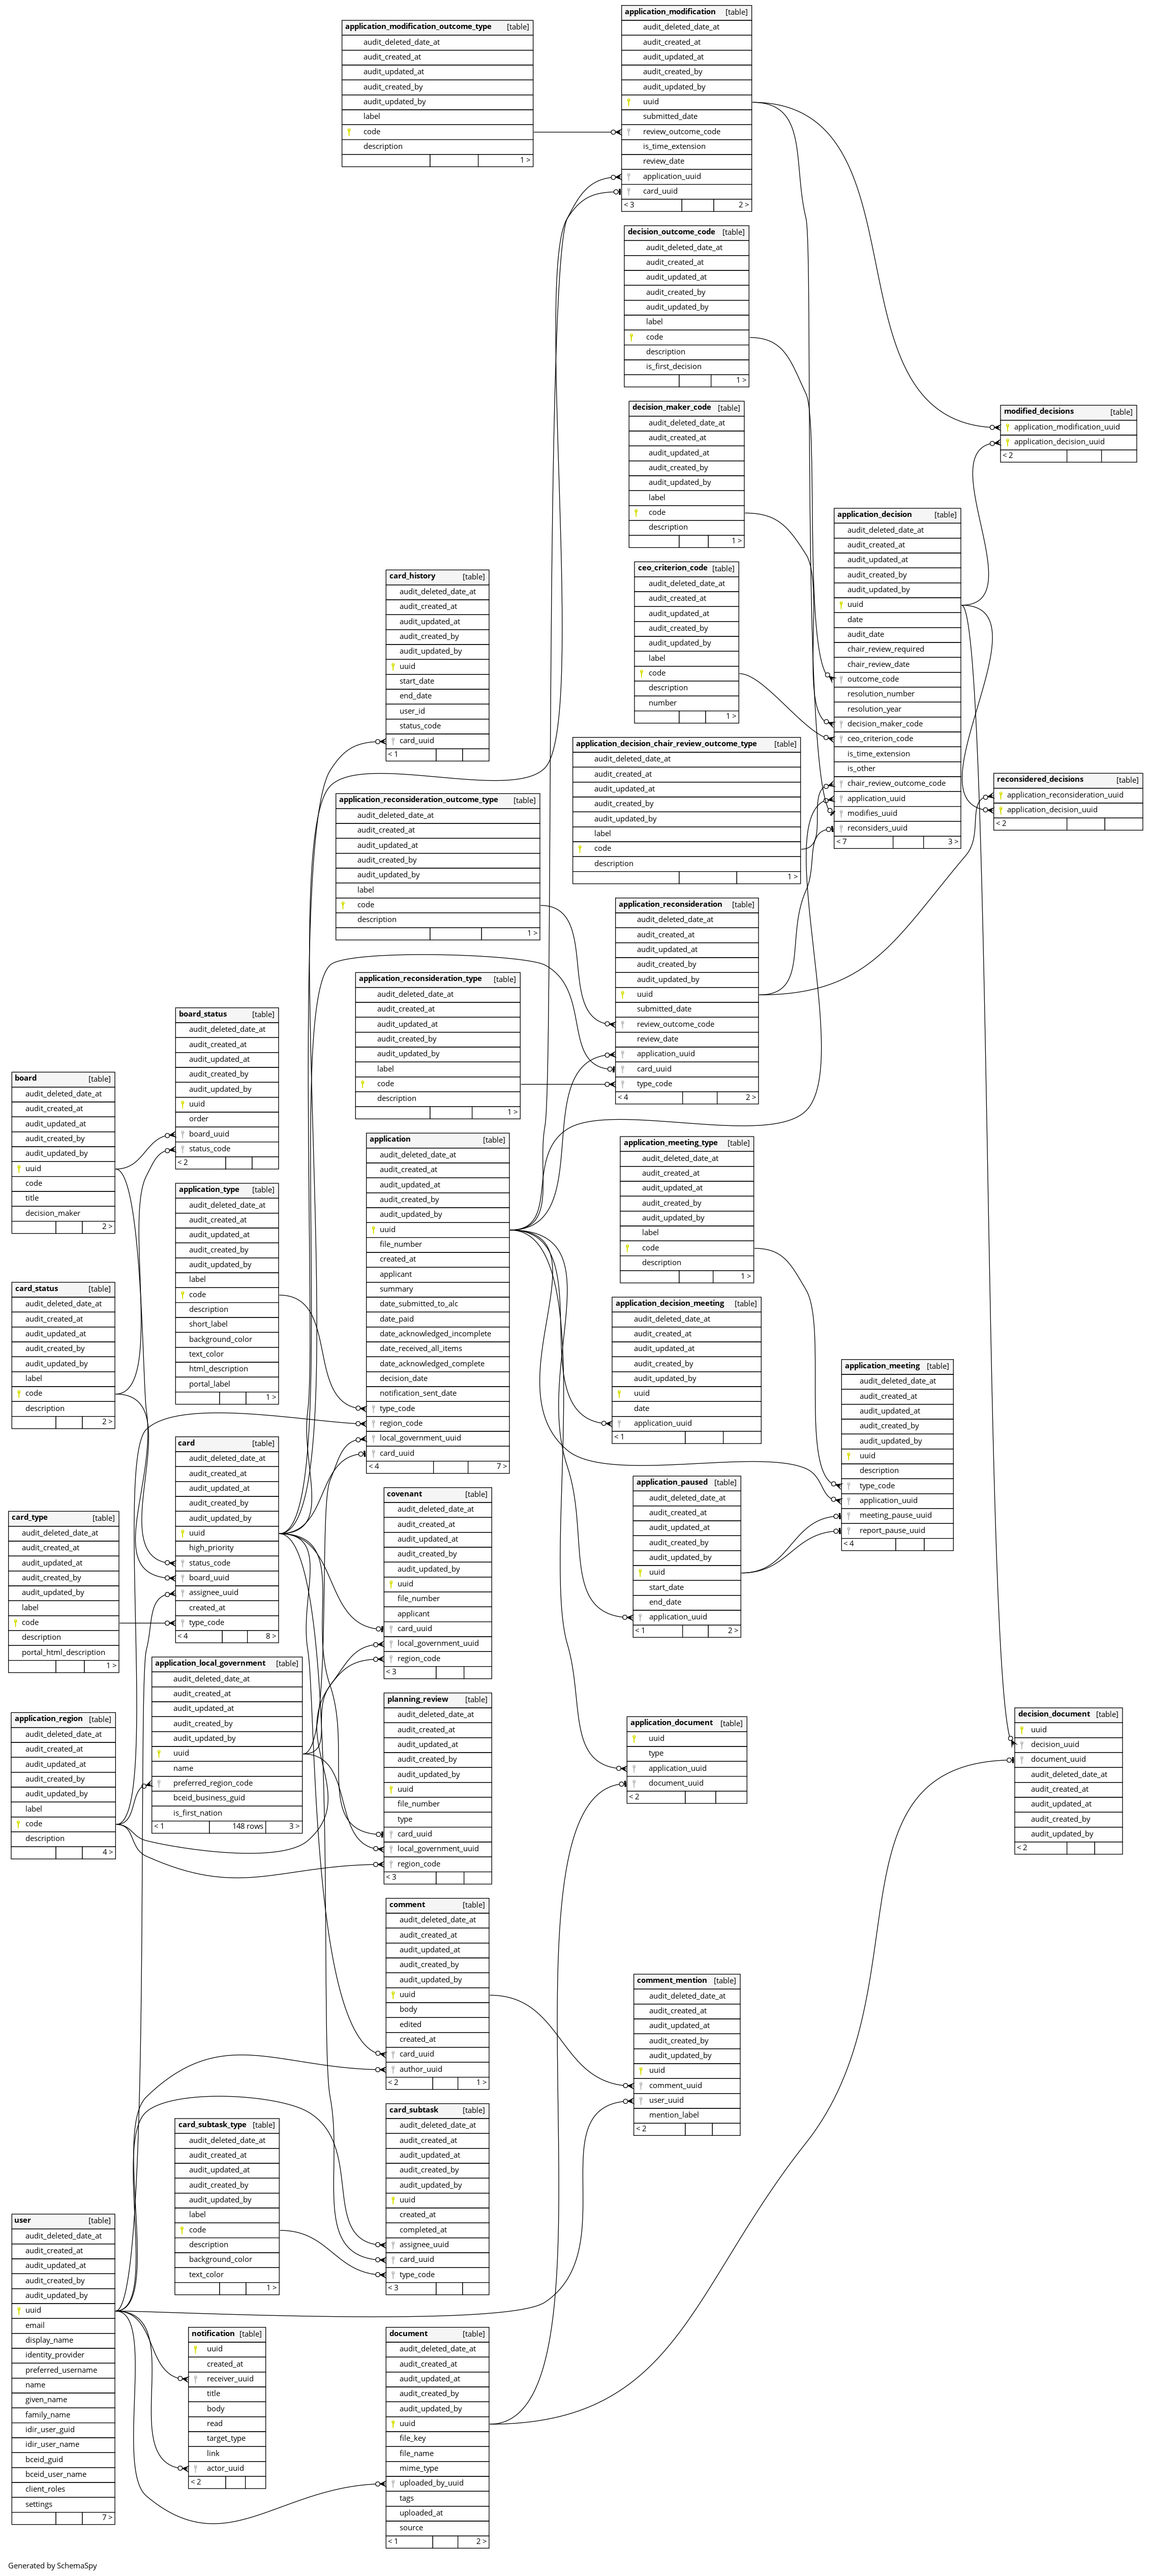 application_modification_outcome_type [table]
audit_deleted_date_at
audit_created_at
audit_updated_at
audit_created_by
audit_updated_by
label
code
description
1 >
application_modification [table]
audit_deleted_date_at
audit_created_at
audit_updated_at
audit_created_by
audit_updated_by
uuid
submitted_date
review_outcome_code
is_time_extension
review_date
application_uuid
card_uuid
< 3 2 >
decision_outcome_code [table]
audit_deleted_date_at
audit_created_at
audit_updated_at
audit_created_by
audit_updated_by
label
code
description
is_first_decision
1 >
decision_maker_code [table]
audit_deleted_date_at
audit_created_at
audit_updated_at
audit_created_by
audit_updated_by
label
code
description
1 >
modified_decisions [table]
application_modification_uuid
application_decision_uuid
< 2
application_decision [table]
audit_deleted_date_at
audit_created_at
audit_updated_at
audit_created_by
audit_updated_by
uuid
date
audit_date
chair_review_required
chair_review_date
outcome_code
resolution_number
resolution_year
decision_maker_code
ceo_criterion_code
is_time_extension
is_other
chair_review_outcome_code
application_uuid
modifies_uuid
reconsiders_uuid
< 7 3 >
ceo_criterion_code [table]
audit_deleted_date_at
audit_created_at
audit_updated_at
audit_created_by
audit_updated_by
label
code
description
number
1 >
card_history [table]
audit_deleted_date_at
audit_created_at
audit_updated_at
audit_created_by
audit_updated_by
uuid
start_date
end_date
user_id
status_code
card_uuid
< 1
application_decision_chair_review_outcome_type [table]
audit_deleted_date_at
audit_created_at
audit_updated_at
audit_created_by
audit_updated_by
label
code
description
1 >
reconsidered_decisions [table]
application_reconsideration_uuid
application_decision_uuid
< 2
application_reconsideration_outcome_type [table]
audit_deleted_date_at
audit_created_at
audit_updated_at
audit_created_by
audit_updated_by
label
code
description
1 >
application_reconsideration [table]
audit_deleted_date_at
audit_created_at
audit_updated_at
audit_created_by
audit_updated_by
uuid
submitted_date
review_outcome_code
review_date
application_uuid
card_uuid
type_code
< 4 2 >
application_reconsideration_type [table]
audit_deleted_date_at
audit_created_at
audit_updated_at
audit_created_by
audit_updated_by
label
code
description
1 >
board_status [table]
audit_deleted_date_at
audit_created_at
audit_updated_at
audit_created_by
audit_updated_by
uuid
order
board_uuid
status_code
< 2
board [table]
audit_deleted_date_at
audit_created_at
audit_updated_at
audit_created_by
audit_updated_by
uuid
code
title
decision_maker
2 >
application [table]
audit_deleted_date_at
audit_created_at
audit_updated_at
audit_created_by
audit_updated_by
uuid
file_number
created_at
applicant
summary
date_submitted_to_alc
date_paid
date_acknowledged_incomplete
date_received_all_items
date_acknowledged_complete
decision_date
notification_sent_date
type_code
region_code
local_government_uuid
card_uuid
< 4 7 >
application_meeting_type [table]
audit_deleted_date_at
audit_created_at
audit_updated_at
audit_created_by
audit_updated_by
label
code
description
1 >
application_type [table]
audit_deleted_date_at
audit_created_at
audit_updated_at
audit_created_by
audit_updated_by
label
code
description
short_label
background_color
text_color
html_description
portal_label
1 >
card_status [table]
audit_deleted_date_at
audit_created_at
audit_updated_at
audit_created_by
audit_updated_by
label
code
description
2 >
application_decision_meeting [table]
audit_deleted_date_at
audit_created_at
audit_updated_at
audit_created_by
audit_updated_by
uuid
date
application_uuid
< 1
application_meeting [table]
audit_deleted_date_at
audit_created_at
audit_updated_at
audit_created_by
audit_updated_by
uuid
description
type_code
application_uuid
meeting_pause_uuid
report_pause_uuid
< 4
card [table]
audit_deleted_date_at
audit_created_at
audit_updated_at
audit_created_by
audit_updated_by
uuid
high_priority
status_code
board_uuid
assignee_uuid
created_at
type_code
< 4 8 >
application_paused [table]
audit_deleted_date_at
audit_created_at
audit_updated_at
audit_created_by
audit_updated_by
uuid
start_date
end_date
application_uuid
< 1 2 >
covenant [table]
audit_deleted_date_at
audit_created_at
audit_updated_at
audit_created_by
audit_updated_by
uuid
file_number
applicant
card_uuid
local_government_uuid
region_code
< 3
card_type [table]
audit_deleted_date_at
audit_created_at
audit_updated_at
audit_created_by
audit_updated_by
label
code
description
portal_html_description
1 >
application_local_government [table]
audit_deleted_date_at
audit_created_at
audit_updated_at
audit_created_by
audit_updated_by
uuid
name
preferred_region_code
bceid_business_guid
is_first_nation
< 1 148 rows 3 >
planning_review [table]
audit_deleted_date_at
audit_created_at
audit_updated_at
audit_created_by
audit_updated_by
uuid
file_number
type
card_uuid
local_government_uuid
region_code
< 3
decision_document [table]
uuid
decision_uuid
document_uuid
audit_deleted_date_at
audit_created_at
audit_updated_at
audit_created_by
audit_updated_by
< 2
application_region [table]
audit_deleted_date_at
audit_created_at
audit_updated_at
audit_created_by
audit_updated_by
label
code
description
4 >
application_document [table]
uuid
type
application_uuid
document_uuid
< 2
comment [table]
audit_deleted_date_at
audit_created_at
audit_updated_at
audit_created_by
audit_updated_by
uuid
body
edited
created_at
card_uuid
author_uuid
< 2 1 >
comment_mention [table]
audit_deleted_date_at
audit_created_at
audit_updated_at
audit_created_by
audit_updated_by
uuid
comment_uuid
user_uuid
mention_label
< 2
card_subtask [table]
audit_deleted_date_at
audit_created_at
audit_updated_at
audit_created_by
audit_updated_by
uuid
created_at
completed_at
assignee_uuid
card_uuid
type_code
< 3
card_subtask_type [table]
audit_deleted_date_at
audit_created_at
audit_updated_at
audit_created_by
audit_updated_by
label
code
description
background_color
text_color
1 >
user [table]
audit_deleted_date_at
audit_created_at
audit_updated_at
audit_created_by
audit_updated_by
uuid
email
display_name
identity_provider
preferred_username
name
given_name
family_name
idir_user_guid
idir_user_name
bceid_guid
bceid_user_name
client_roles
settings
7 >
notification [table]
uuid
created_at
receiver_uuid
title
body
read
target_type
link
actor_uuid
< 2
document [table]
audit_deleted_date_at
audit_created_at
audit_updated_at
audit_created_by
audit_updated_by
uuid
file_key
file_name
mime_type
uploaded_by_uuid
tags
uploaded_at
source
< 1 2 >
Generated by SchemaSpy